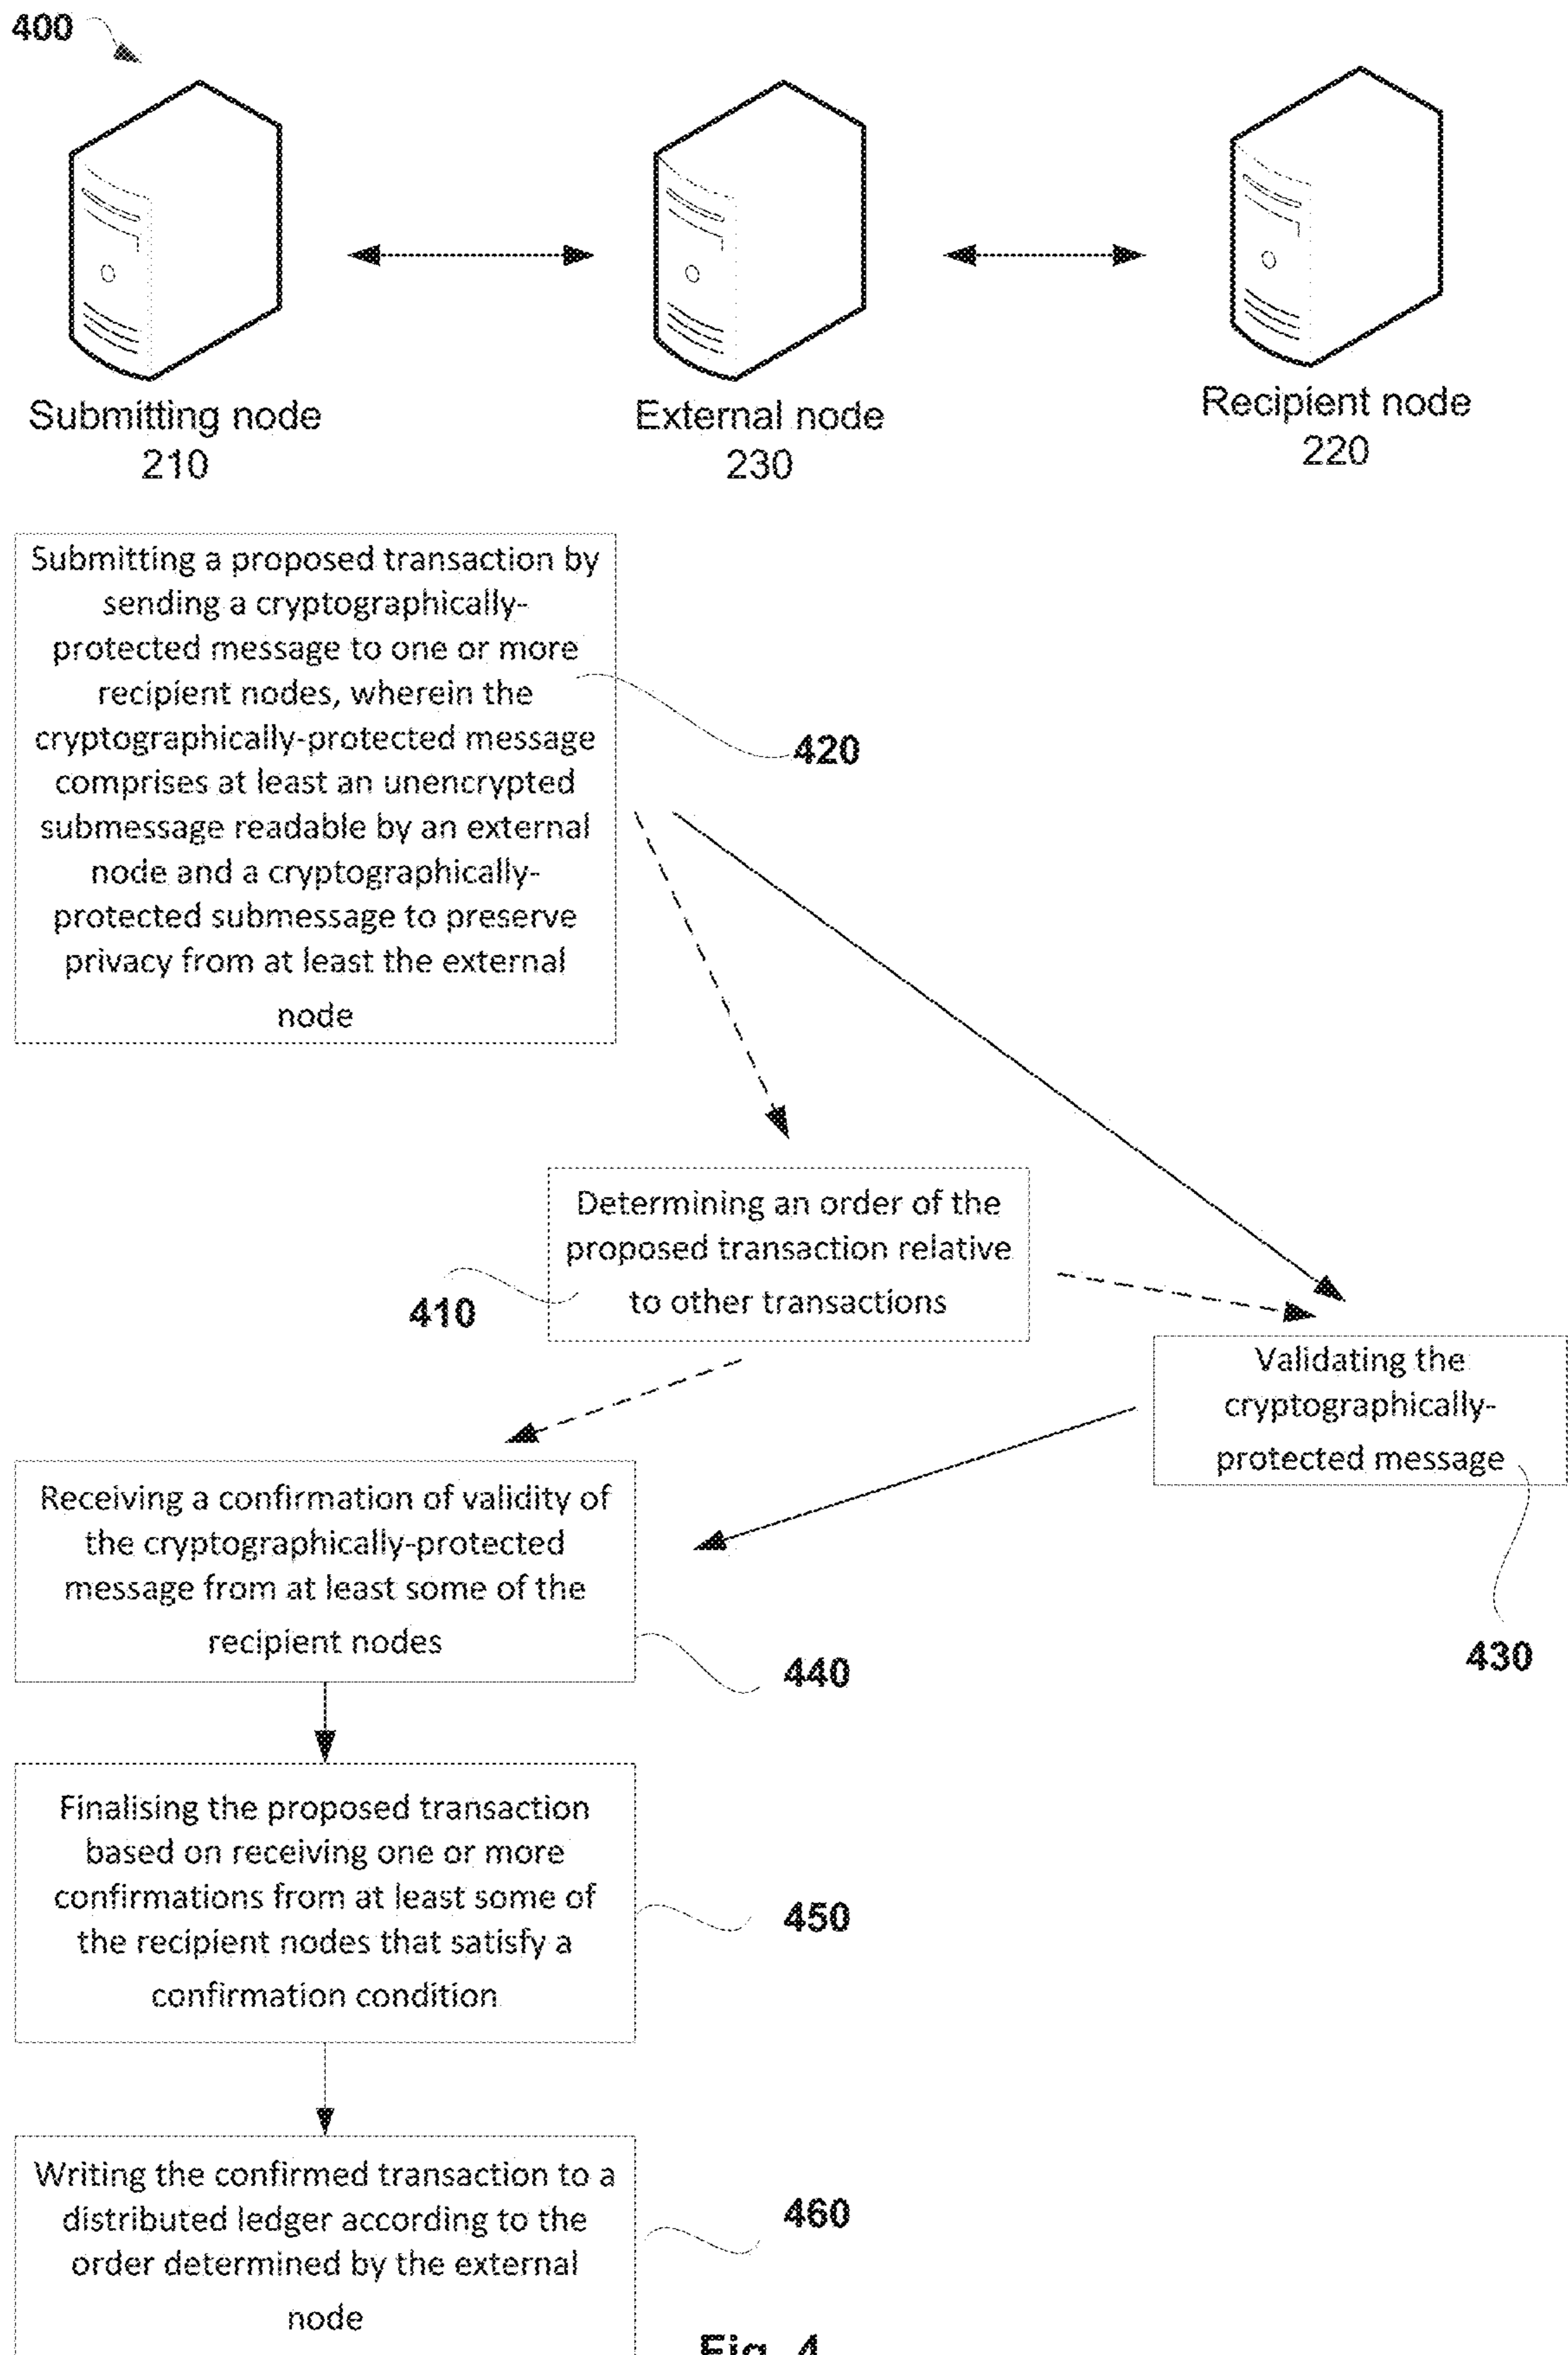 400
Submitting node
210
External node
230
Recipient node
220
Submitting a proposed transaction by
sending a cryptographically-
protected message to one or more
recipient nodes, wherein the
cryptographically-protected message
comprises at least an unencrypted
submessage readable by an external
node and a cryptographically-
protected submessage to preserve
privacy from at least the external
node
420
Determining an order of the
proposed transaction relative
to other transactions
410
Validating the
cryptographically-
protected message
430
Receiving a confirmation of validity of
the cryptographically-protected
message from at least some of the
recipient nodes
440
Finalising the proposed transaction
based on receiving one or more
confirmations from at least some of
the recipient nodes that satisfy a
confirmation condition
450
Writing the confirmed transaction to a
distributed ledger according to the
order determined by the external
node
460
Fig. 4